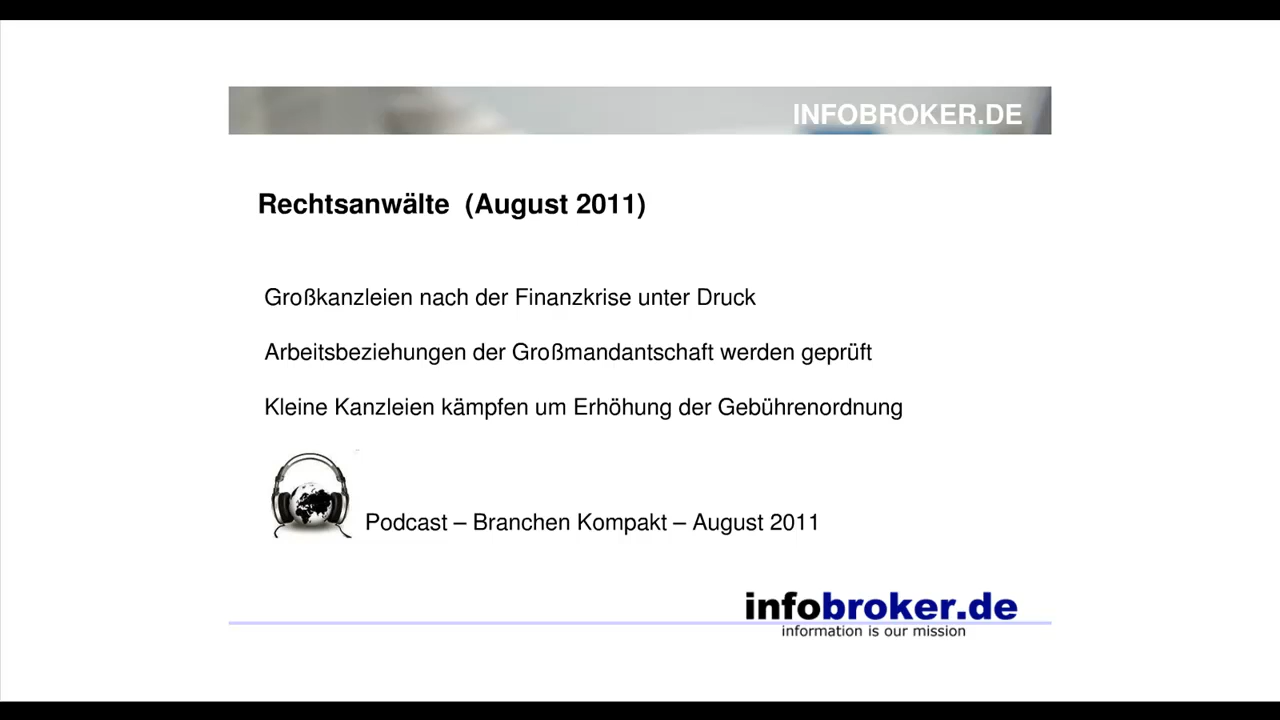 INFOBROKER.DE
Rechtsanwälte (August 2011)
Großkanzleien nach der Finanzkrise unter Druck
Arbeitsbeziehungen der Großmandantschaft werden geprüft
Kleine Kanzleien kämpfen um Erhöhung der Gebührenordnung
Podcast – Branchen Kompakt – August 2011
infobroker.de
information is our mission